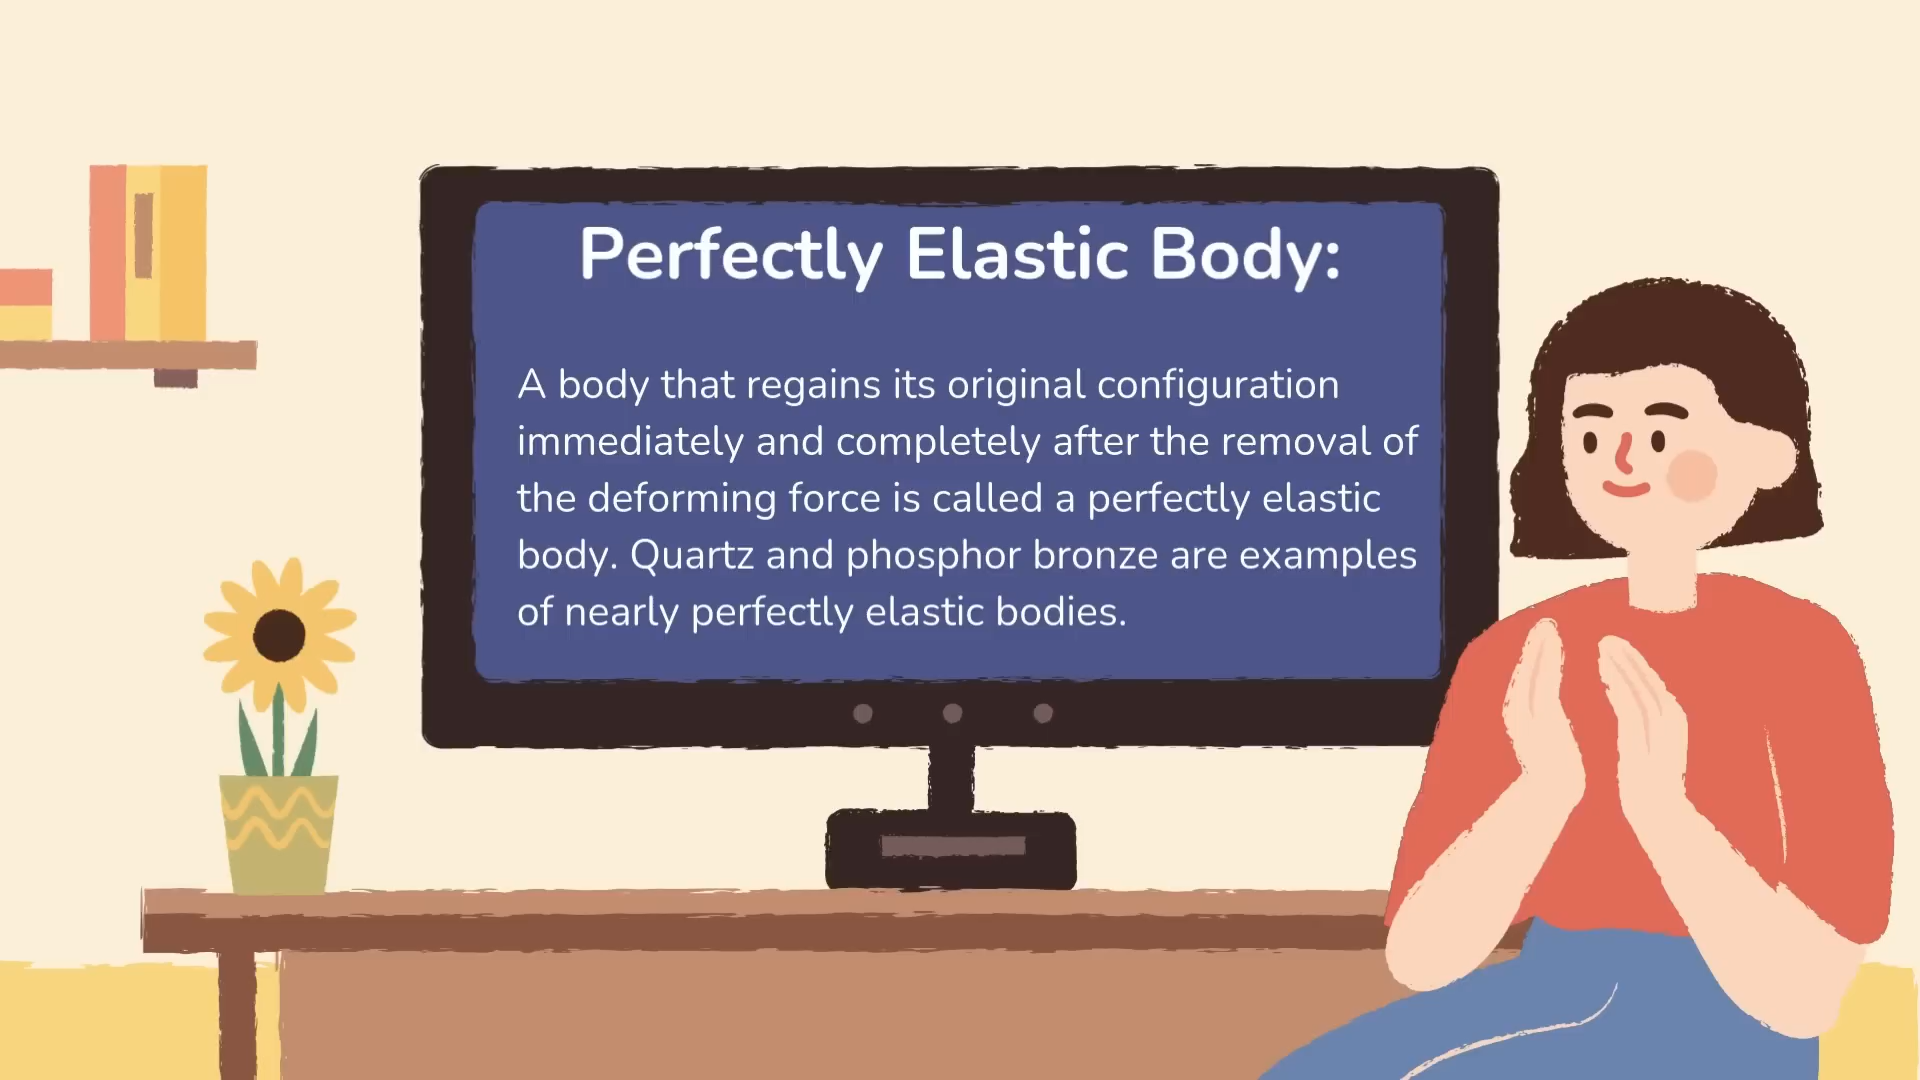 Perfectly Elastic Body:
A body that regains its original configuration
immediately and completely after the removal of
the deforming force is called a perfectly elastic
body. Quartz and phosphor bronze are examples
of nearly perfectly elastic bodies.